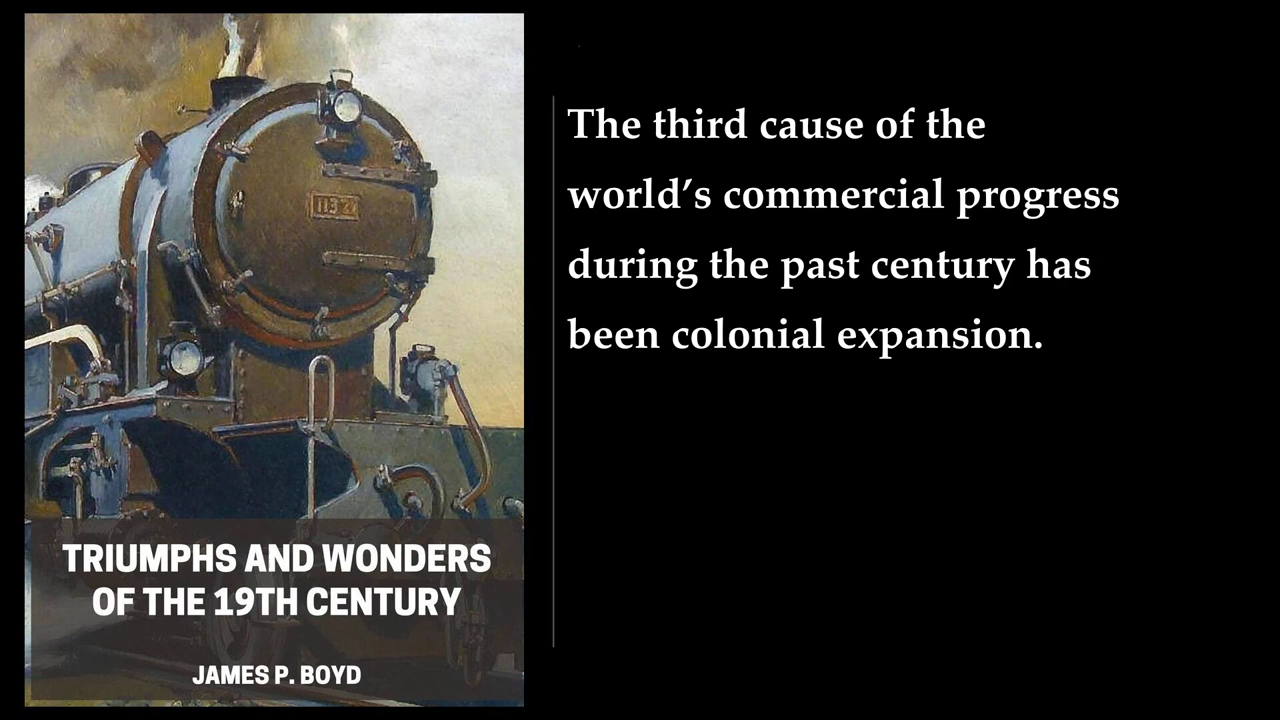 The third cause of the
world’s commercial progress
during the past century has
been colonial expansion.
TRIUMPHS AND WONDERS
OF THE 19TH CENTURY
JAMES P. BOYD